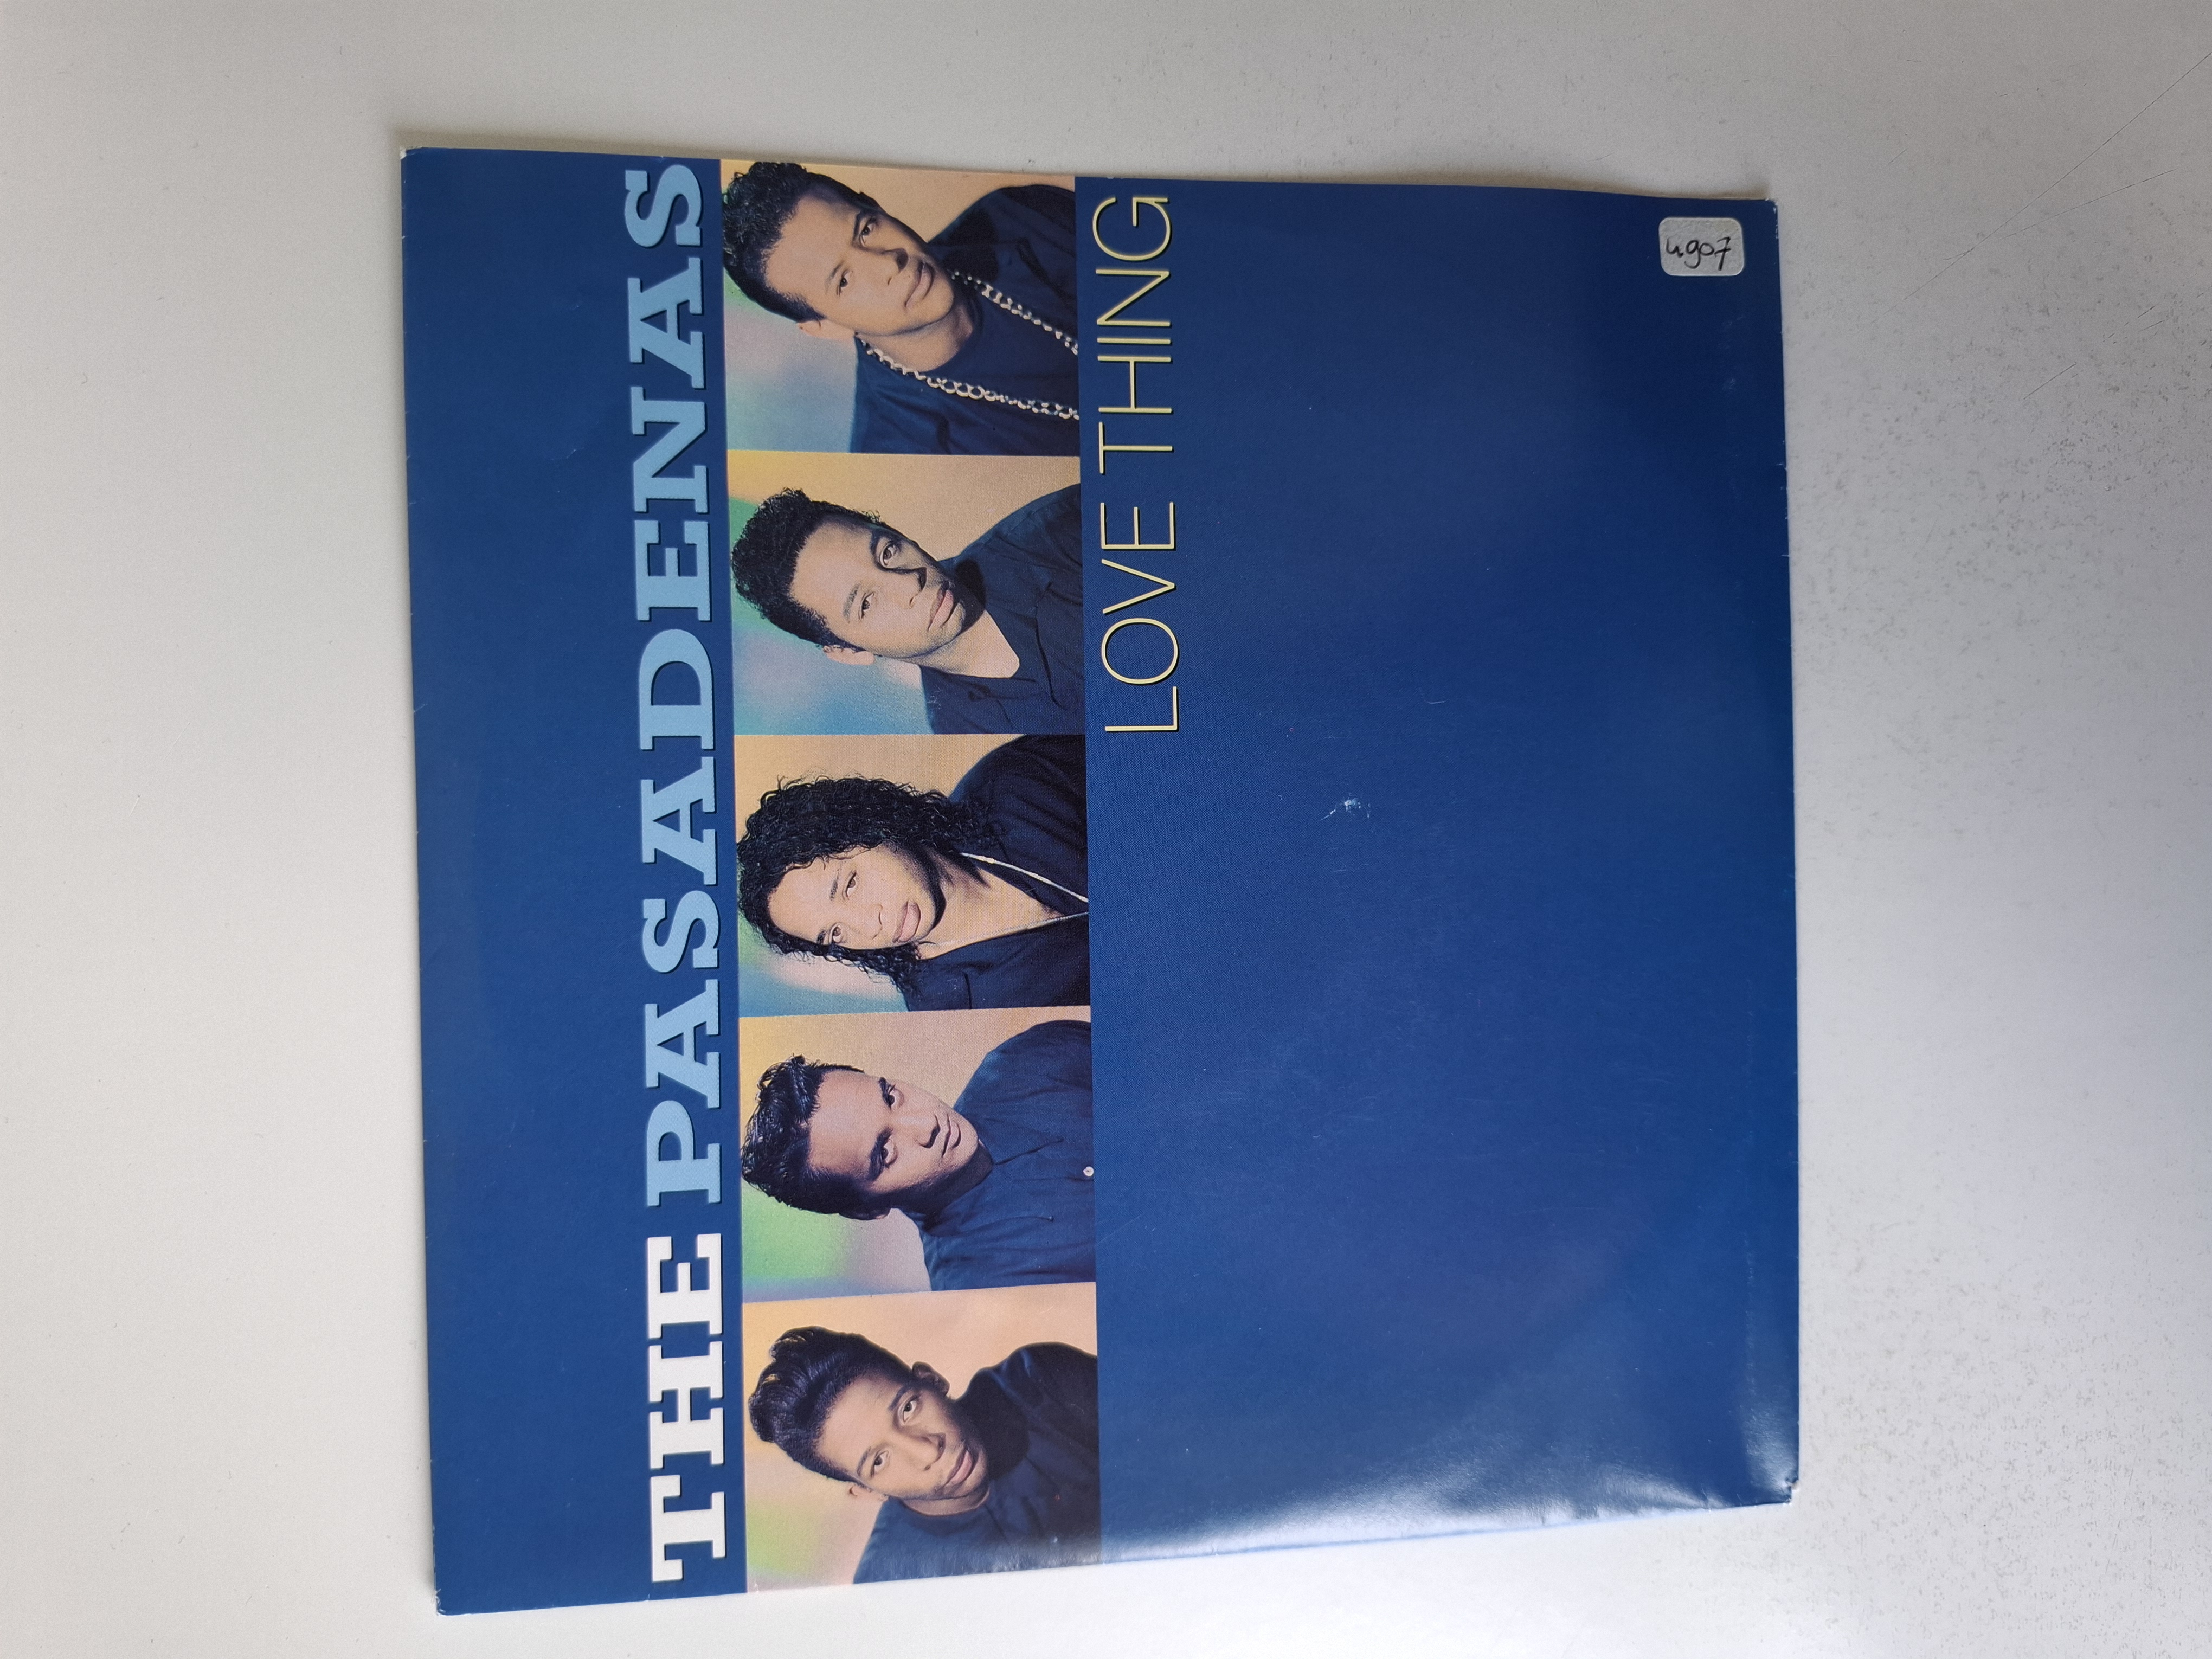 THE PASADENAS
LOVE THING
4907